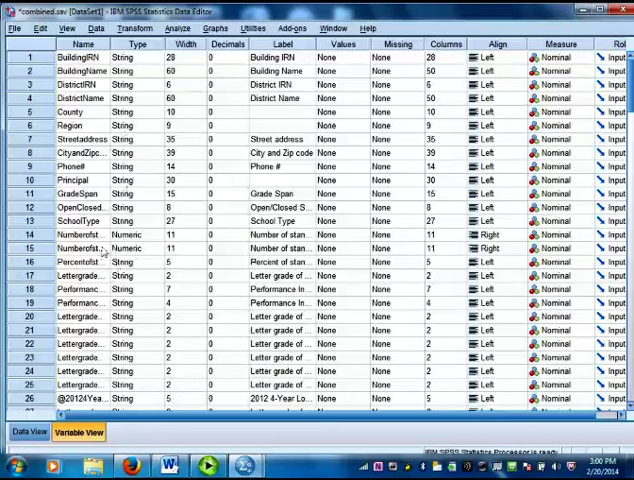 *combined.sav [DataSet1] - IBM SPSS Statistics Data Editor
File Edit View Data Transform Analyze Graphs Utilities Add-ons Window Help
Name Type Width Decimals Label Values Missing Columns Align Measure Rol
1 BuildingIRN String 28 0 Building IRN None None 28 Left Nominal Input
2 BuildingName String 60 0 Building Name None None 50 Left Nominal Input
3 DistrictIRN String 6 0 District IRN None None 6 Left Nominal Input
4 DistrictName String 60 0 District Name None None 50 Left Nominal Input
5 County String 10 0 None None 10 Left Nominal Input
6 Region String 9 0 None None 9 Left Nominal Input
7 Streetaddress String 35 0 Street address None None 35 Left Nominal Input
8 CityandZipc... String 39 0 City and Zip code None None 39 Left Nominal Input
9 Phone# String 16 0 Phone # None None 16 Left Nominal Input
10 Principal String 30 0 None None 30 Left Nominal Input
11 GradeSpan String 15 0 Grade Span None None 15 Left Nominal Input
12 OpenClosed... String 8 0 Open/Closed S... None None 8 Left Nominal Input
13 SchoolType String 27 0 School Type None None 27 Left Nominal Input
14 Numberofst... Numeric 11 0 Number of stan... None None 11 Right Nominal Input
15 Numberofst... Numeric 11 0 Number of stan... None None 11 Right Nominal Input
16 Percentofst... String 5 0 Percent of stan... None None 5 Left Nominal Input
17 Lettergrade... String 2 0 Letter grade of ... None None 2 Left Nominal Input
18 Performanc... String 7 0 Performance In... None None 7 Left Nominal Input
19 Performanc... String 4 0 Performance In... None None 4 Left Nominal Input
20 Lettergrade... String 2 0 Letter grade of ... None None 2 Left Nominal Input
21 Lettergrade... String 2 0 Letter grade of ... None None 2 Left Nominal Input
22 Lettergrade... String 2 0 Letter grade of ... None None 2 Left Nominal Input
23 Lettergrade... String 2 0 Letter grade of ... None None 2 Left Nominal Input
24 Lettergrade... String 2 0 Letter grade of ... None None 2 Left Nominal Input
25 Lettergrade... String 2 0 Letter grade of ... None None 2 Left Nominal Input
26 @20124Yea... String 5 0 2012 4-Year Lo... None None 5 Left Nominal Input
Data View Variable View
IBM SPSS Statistics Processor is ready
3:00 PM
2/20/2014